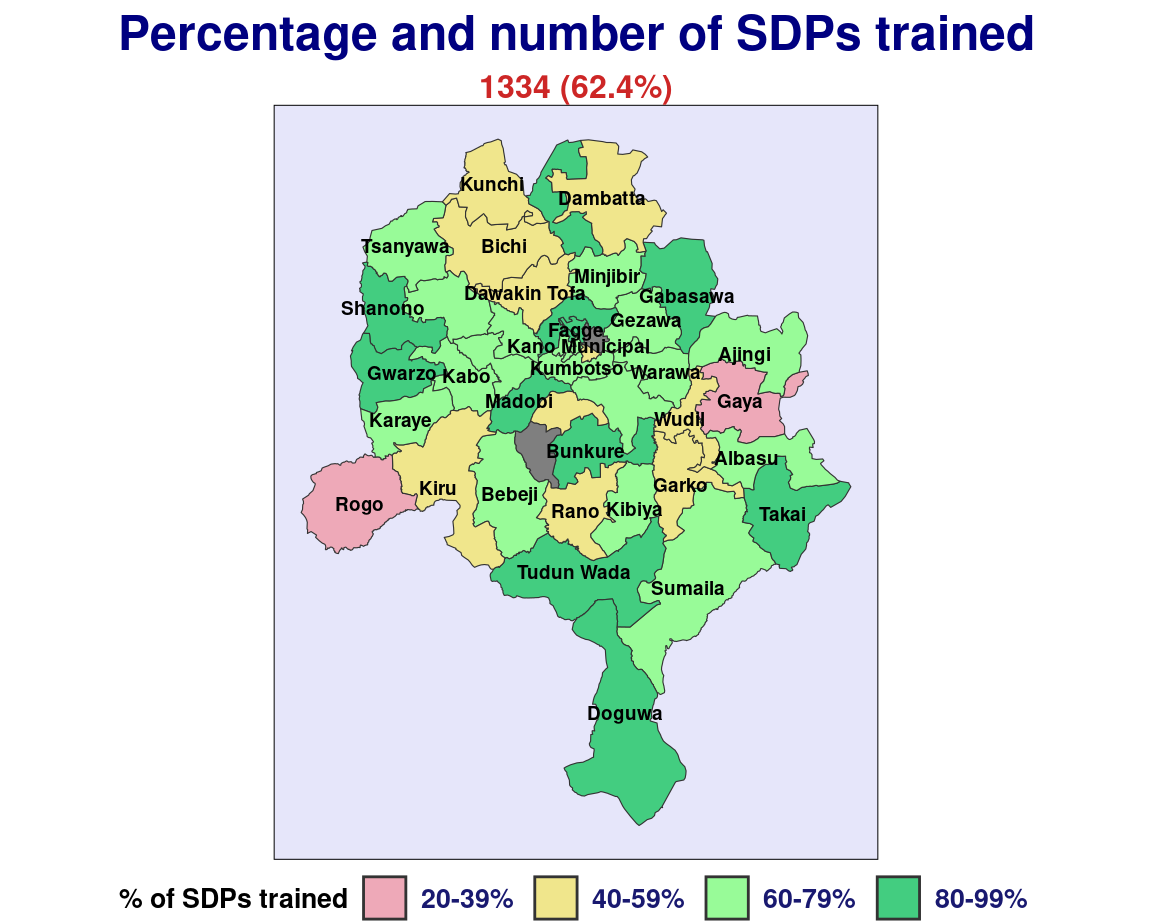 Percentage and number of SDPs trained
1334 (62.4%)
Kunchi
Dambatta
Tsanyawa
Bichi
Minjibir
Dawakin Tofa
Gabasawa
Shanono
Gezawa
Fagge
Kano Municipal
Ajingi
Kumbotso
Warawa
Gwarzo
Kabo
Madobi
Gaya
Karaye
Wudil
Bunkure
Albasu
Garko
Kiru
Bebeji
Rogo
Rano
Kibiya
Takai
Tudun Wada
Sumaila
Doguwa
% of SDPs trained 20-39% 40-59% 60-79% 80-99%